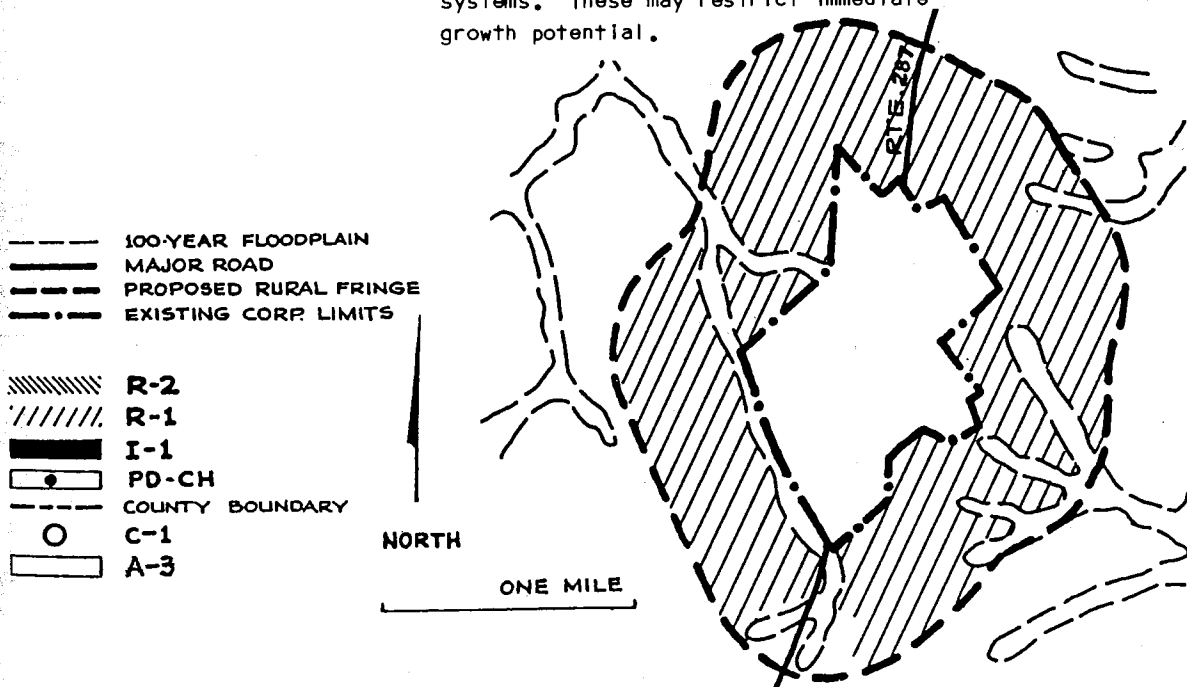 systems. These may restrict immediate
growth potential.
RTE. 287
100-YEAR FLOODPLAIN
MAJOR ROAD
PROPOSED RURAL FRINGE
EXISTING CORP. LIMITS
R-2
R-1
I-1
PD-CH
COUNTY BOUNDARY
C-1
A-3
NORTH
ONE MILE